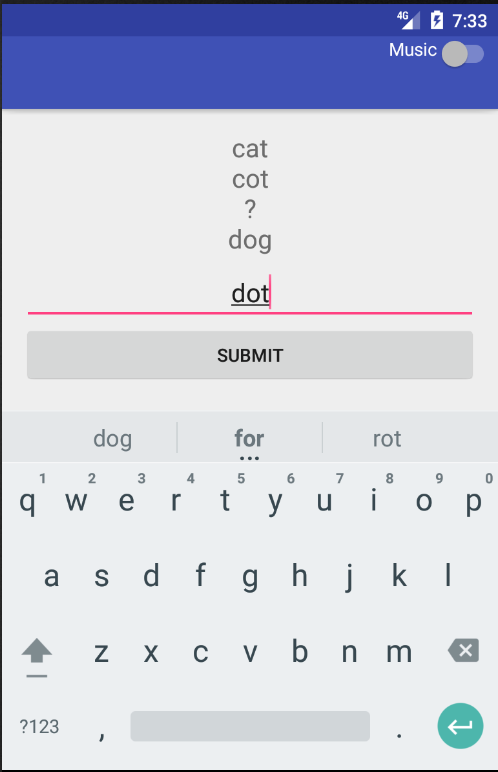 4G 7:33
Music
cat
cot
?
dog
dot
SUBMIT
dog for rot
1 2 3 4 5 6 7 8 9 0
q w e r t y u i o p
a s d f g h j k l
z x c v b n m
?123 , .